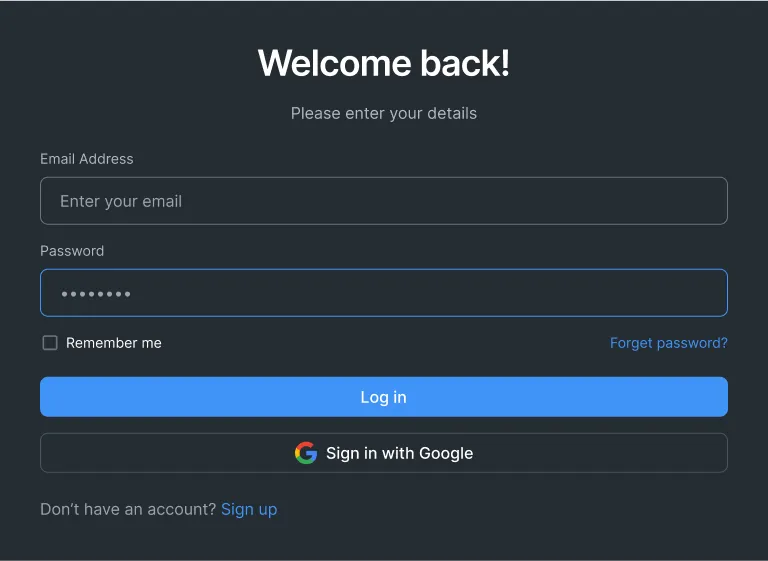 Welcome back!
Please enter your details
Email Address
Enter your email
Password
••••••••
Remember me
Forget password?
Log in
Sign in with Google
Don’t have an account? Sign up